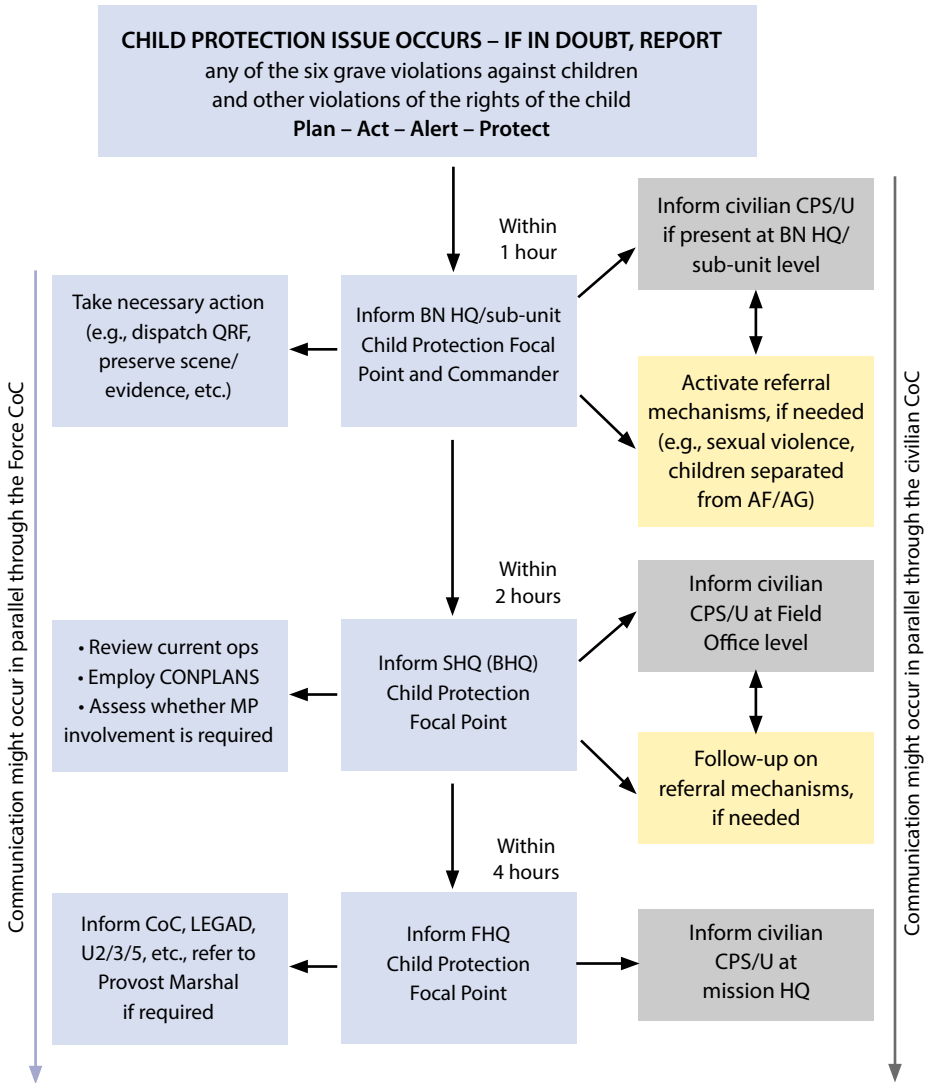 CHILD PROTECTION ISSUE OCCURS – IF IN DOUBT, REPORT
any of the six grave violations against children
and other violations of the rights of the child
Plan – Act – Alert – Protect
Within
1 hour
Inform civilian CPS/U
if present at BN HQ/
sub-unit level
Take necessary action
(e.g., dispatch QRF,
preserve scene/
evidence, etc.)
Inform BN HQ/sub-unit
Child Protection Focal
Point and Commander
Activate referral
mechanisms, if needed
(e.g., sexual violence,
children separated
from AF/AG)
Within
2 hours
Inform civilian
CPS/U at Field
Office level
• Review current ops
• Employ CONPLANS
• Assess whether MP
involvement is required
Inform SHQ (BHQ)
Child Protection
Focal Point
Follow-up on
referral mechanisms,
if needed
Within
4 hours
Inform CoC, LEGAD,
U2/3/5, etc., refer to
Provost Marshal
if required
Inform FHQ
Child Protection
Focal Point
Inform civilian
CPS/U at
mission HQ
Communication might occur in parallel through the Force CoC
Communication might occur in parallel through the civilian CoC